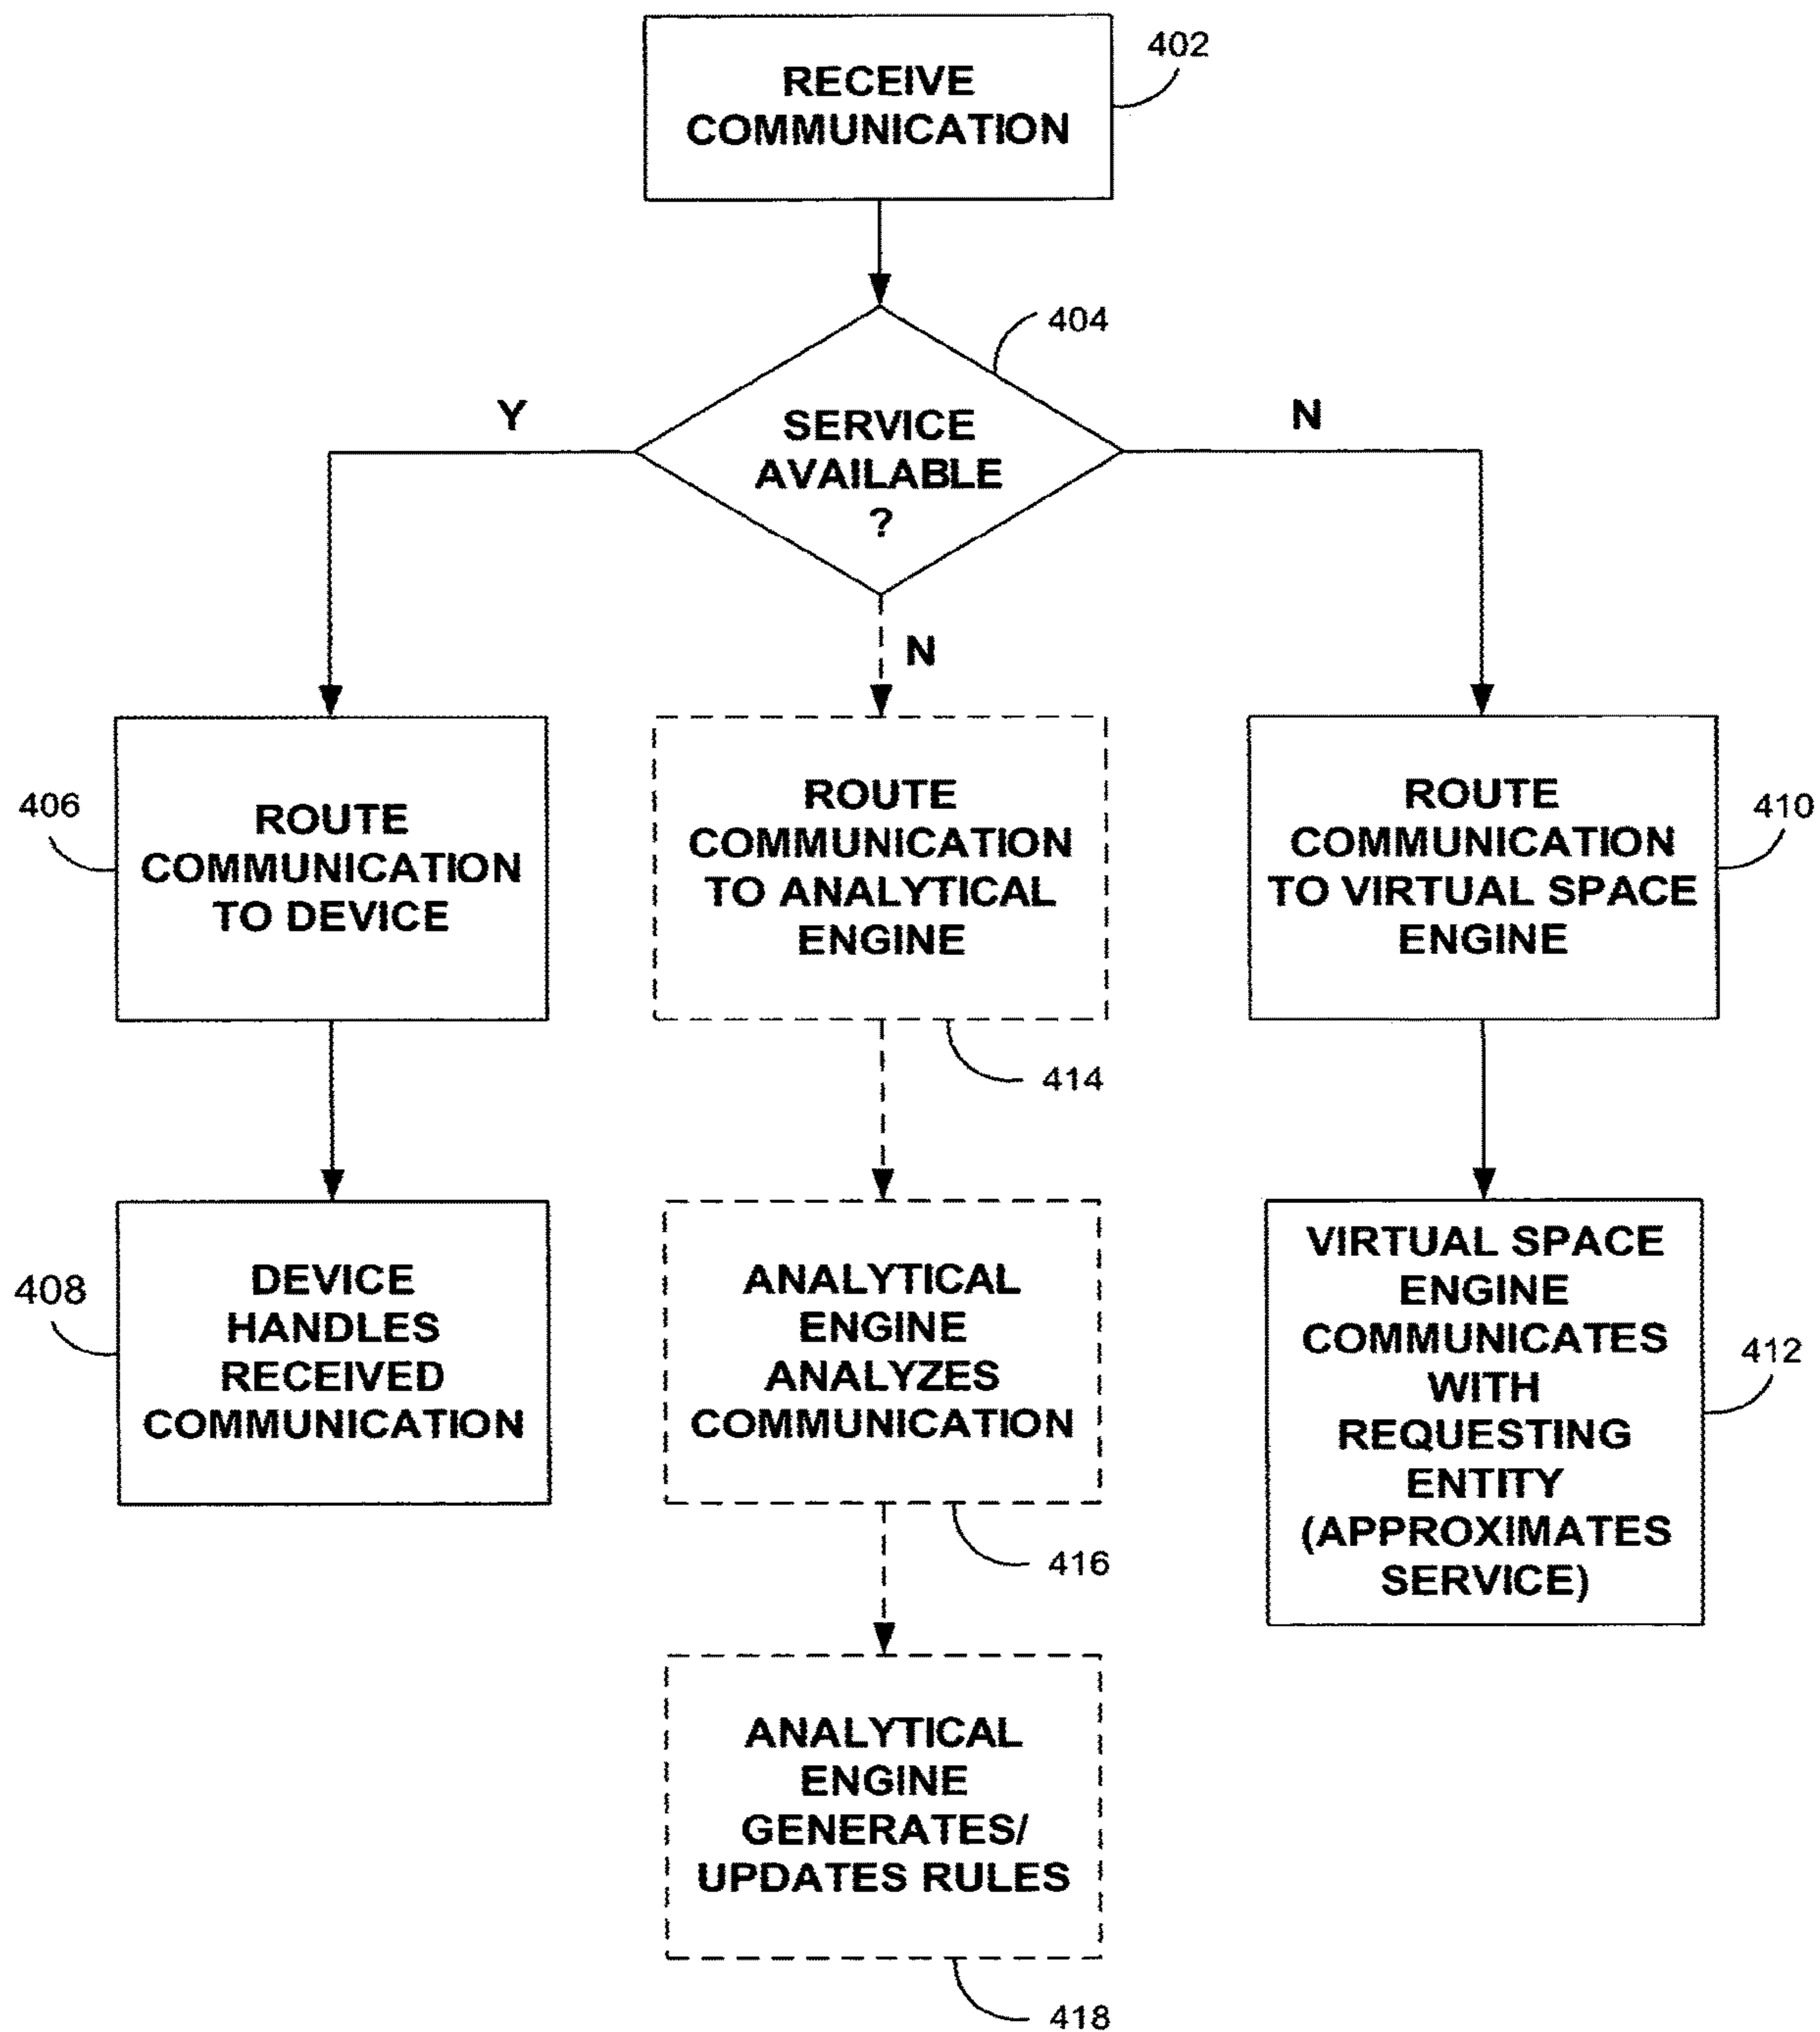 RECEIVE
COMMUNICATION
402
404
SERVICE
AVAILABLE
?
Y
N
N
406
ROUTE
COMMUNICATION
TO DEVICE
ROUTE
COMMUNICATION
TO ANALYTICAL
ENGINE
414
ROUTE
COMMUNICATION
TO VIRTUAL SPACE
ENGINE
410
408
DEVICE
HANDLES
RECEIVED
COMMUNICATION
ANALYTICAL
ENGINE
ANALYZES
COMMUNICATION
416
VIRTUAL SPACE
ENGINE
COMMUNICATES
WITH
REQUESTING
ENTITY
(APPROXIMATES
SERVICE)
412
ANALYTICAL
ENGINE
GENERATES/
UPDATES RULES
418